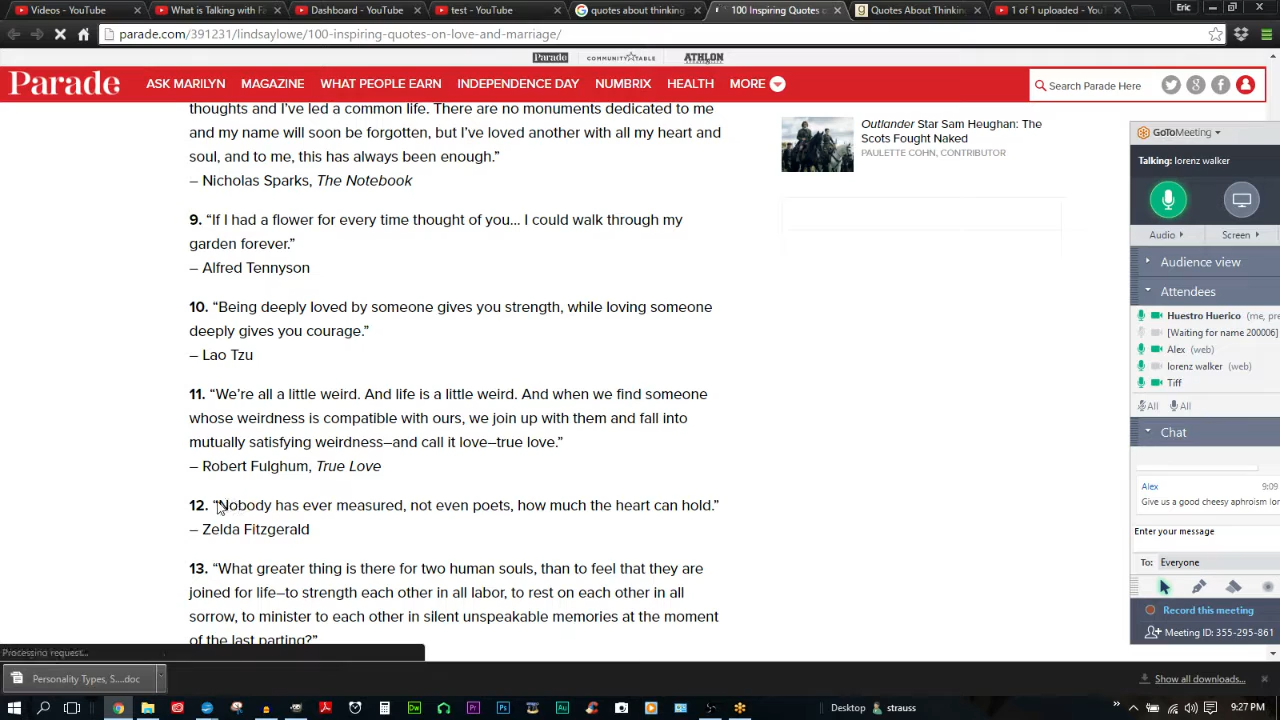 Videos - YouTube
What is Talking with Fa
Dashboard - YouTube
test - YouTube
quotes about thinking
100 Inspiring Quotes
Quotes About Thinkin
1 of 1 uploaded - YouT
Eric
parade.com/391231/lindsaylowe/100-inspiring-quotes-on-love-and-marriage/
Parade
COMMUNITY TABLE
ATHLON
Parade
ASK MARILYN
MAGAZINE
WHAT PEOPLE EARN
INDEPENDENCE DAY
NUMBRIX
HEALTH
MORE
Search Parade Here
thoughts and I've led a common life. There are no monuments dedicated to me
and my name will soon be forgotten, but I've loved another with all my heart and
soul, and to me, this has always been enough.”
– Nicholas Sparks, The Notebook
9. “If I had a flower for every time thought of you... I could walk through my
garden forever.”
– Alfred Tennyson
10. “Being deeply loved by someone gives you strength, while loving someone
deeply gives you courage.”
– Lao Tzu
11. “We’re all a little weird. And life is a little weird. And when we find someone
whose weirdness is compatible with ours, we join up with them and fall into
mutually satisfying weirdness–and call it love–true love.”
– Robert Fulghum, True Love
12. “Nobody has ever measured, not even poets, how much the heart can hold.”
– Zelda Fitzgerald
13. “What greater thing is there for two human souls, than to feel that they are
joined for life–to strength each other in all labor, to rest on each other in all
sorrow, to minister to each other in silent unspeakable memories at the moment
of the last parting?”
Outlander Star Sam Heughan: The
Scots Fought Naked
PAULETTE COHN, CONTRIBUTOR
GoToMeeting
Talking: lorenz walker
Audio
Screen
Audience view
Attendees
Huestro Huerico (me, pre
[Waiting for name 200006]
Alex (web)
lorenz walker (web)
Tiff
All
All
Chat
Alex 9:09
Give us a good cheesy aphroism lor
Enter your message
To: Everyone
Record this meeting
Meeting ID: 355-295-861
Processing request...
Personality Types, S....doc
Show all downloads...
Desktop
strauss
9:27 PM